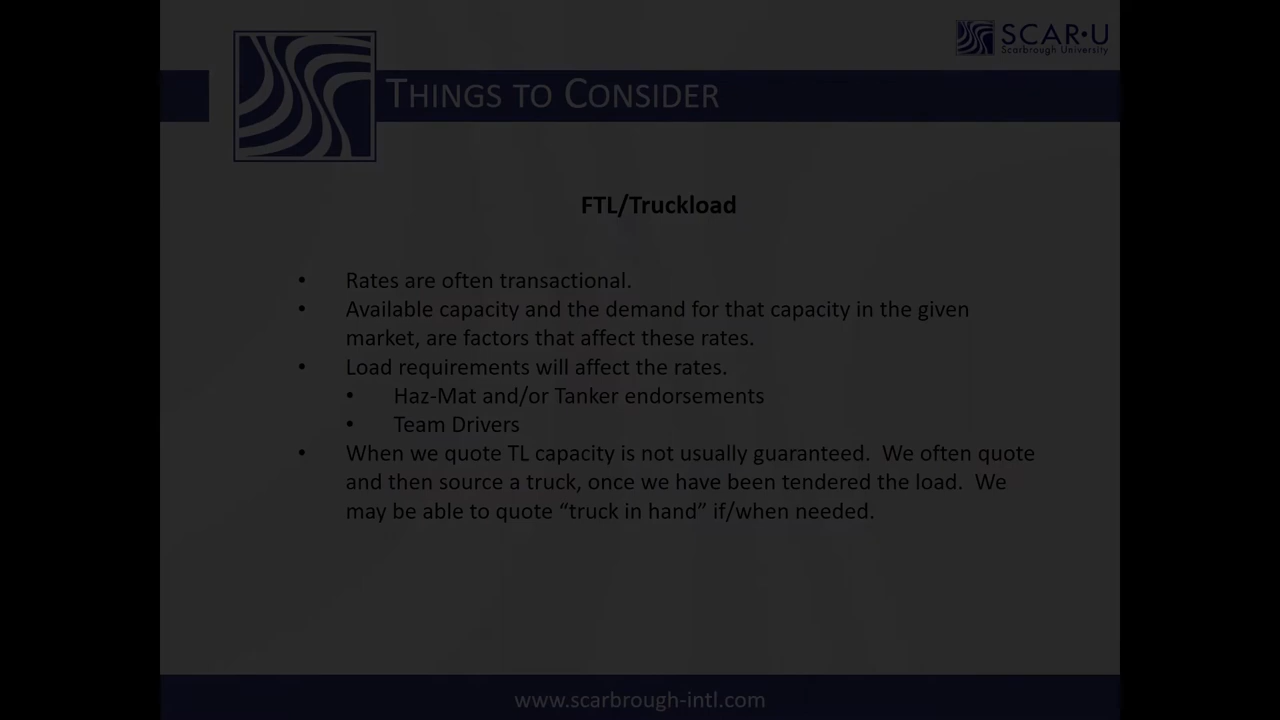 SCAR·U
Scarbrough University
THINGS TO CONSIDER
FTL/Truckload
• Rates are often transactional.
• Available capacity and the demand for that capacity in the given
market, are factors that affect these rates.
• Load requirements will affect the rates.
• Haz-Mat and/or Tanker endorsements
• Team Drivers
• When we quote TL capacity is not usually guaranteed. We often quote
and then source a truck, once we have been tendered the load. We
may be able to quote “truck in hand” if/when needed.
www.scarbrough-intl.com